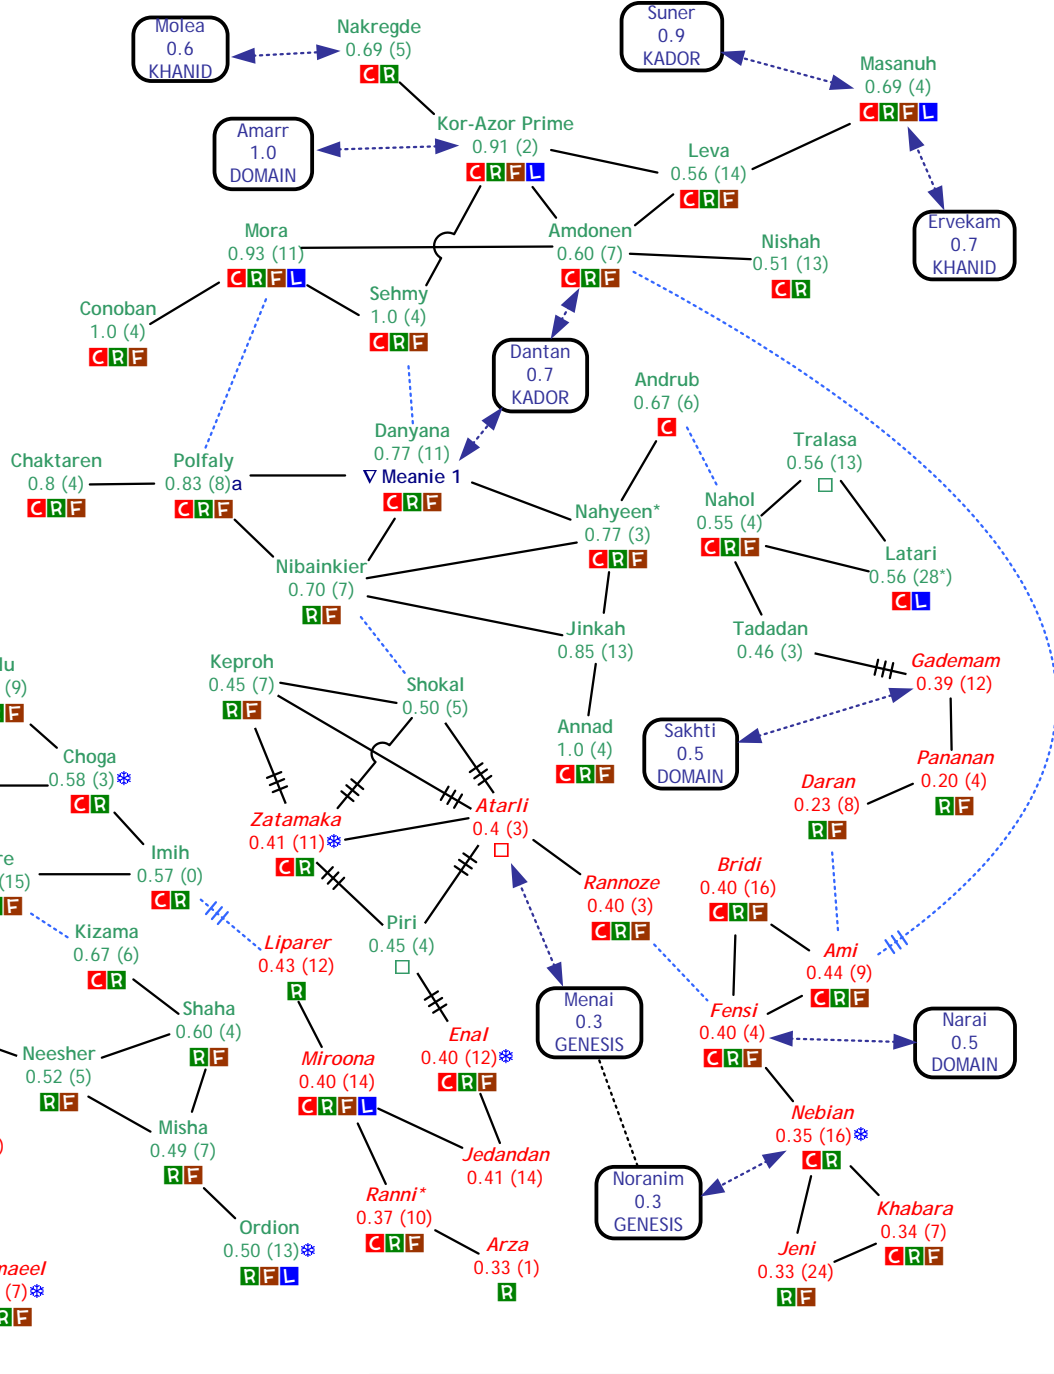 Molea
0.6
KHANID
Nakregde
0.69 (5)
C R
Suner
0.9
KADOR
Masanuh
0.69 (4)
C R F L
Amarr
1.0
DOMAIN
Kor-Azor Prime
0.91 (2)
C R F L
Leva
0.56 (14)
C R F
Ervekam
0.7
KHANID
Mora
0.93 (11)
C R F L
Amdonen
0.60 (7)
C R F
Nishah
0.51 (13)
C R
Conoban
1.0 (4)
C R F
Sehmy
1.0 (4)
C R F
Dantan
0.7
KADOR
Andrub
0.67 (6)
C
Chaktaren
0.8 (4)
C R F
Polfaly
0.83 (8)a
C R F
Danyana
0.77 (11)
∇ Meanie 1
C R F
Tralasa
0.56 (13)
Nahyeen*
0.77 (3)
C R F
Nahol
0.55 (4)
C R F
Latari
0.56 (28*)
C L
Nibainkier
0.70 (7)
R F
Jinkah
0.85 (13)
Tadadan
0.46 (3)
Gademam
0.39 (12)
lu
(9)
F
Keproh
0.45 (7)
R F
Shokal
0.50 (5)
Annad
1.0 (4)
C R F
Sakhti
0.5
DOMAIN
Choga
0.58 (3)❄
C R
Pananan
0.20 (4)
R F
Daran
0.23 (8)
R F
Zatamaka
0.41 (11)❄
C R
Atarli
0.4 (3)
re
(15)
F
Imih
0.57 (0)
C R
Rannoze
0.40 (3)
C R F
Bridi
0.40 (16)
C R F
Kizama
0.67 (6)
C R
Liparer
0.43 (12)
R
Piri
0.45 (4)
Ami
0.44 (9)
C R F
Shaha
0.60 (4)
R F
Menai
0.3
GENESIS
Fensi
0.40 (4)
C R F
Narai
0.5
DOMAIN
Neesher
0.52 (5)
R F
Miroona
0.40 (14)
C R F L
Enal
0.40 (12)❄
C R F
Misha
0.49 (7)
R F
)
Jedandan
0.41 (14)
Nebian
0.35 (16)❄
C R
Noranim
0.3
GENESIS
Ranni*
0.37 (10)
C R F
Khabara
0.34 (7)
C R F
Ordion
0.50 (13)❄
R F L
Arza
0.33 (1)
R
Jeni
0.33 (24)
R F
maeel
(7)❄
R F